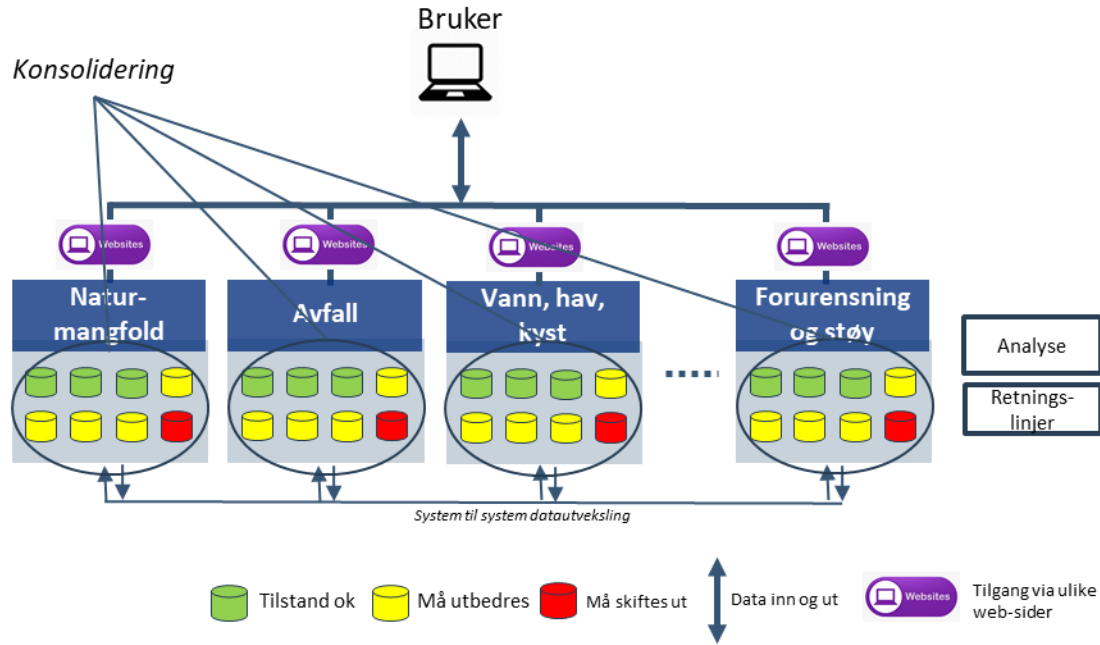 Bruker
Konsolidering
Websites
Websites
Websites
Websites
Natur-
mangfold
Avfall
Vann, hav,
kyst
Forurensning
og støy
Analyse
Retnings-
linjer
System til system datautveksling
Tilstand ok
Må utbedres
Må skiftes ut
Data inn og ut
Websites
Tilgang via ulike
web-sider